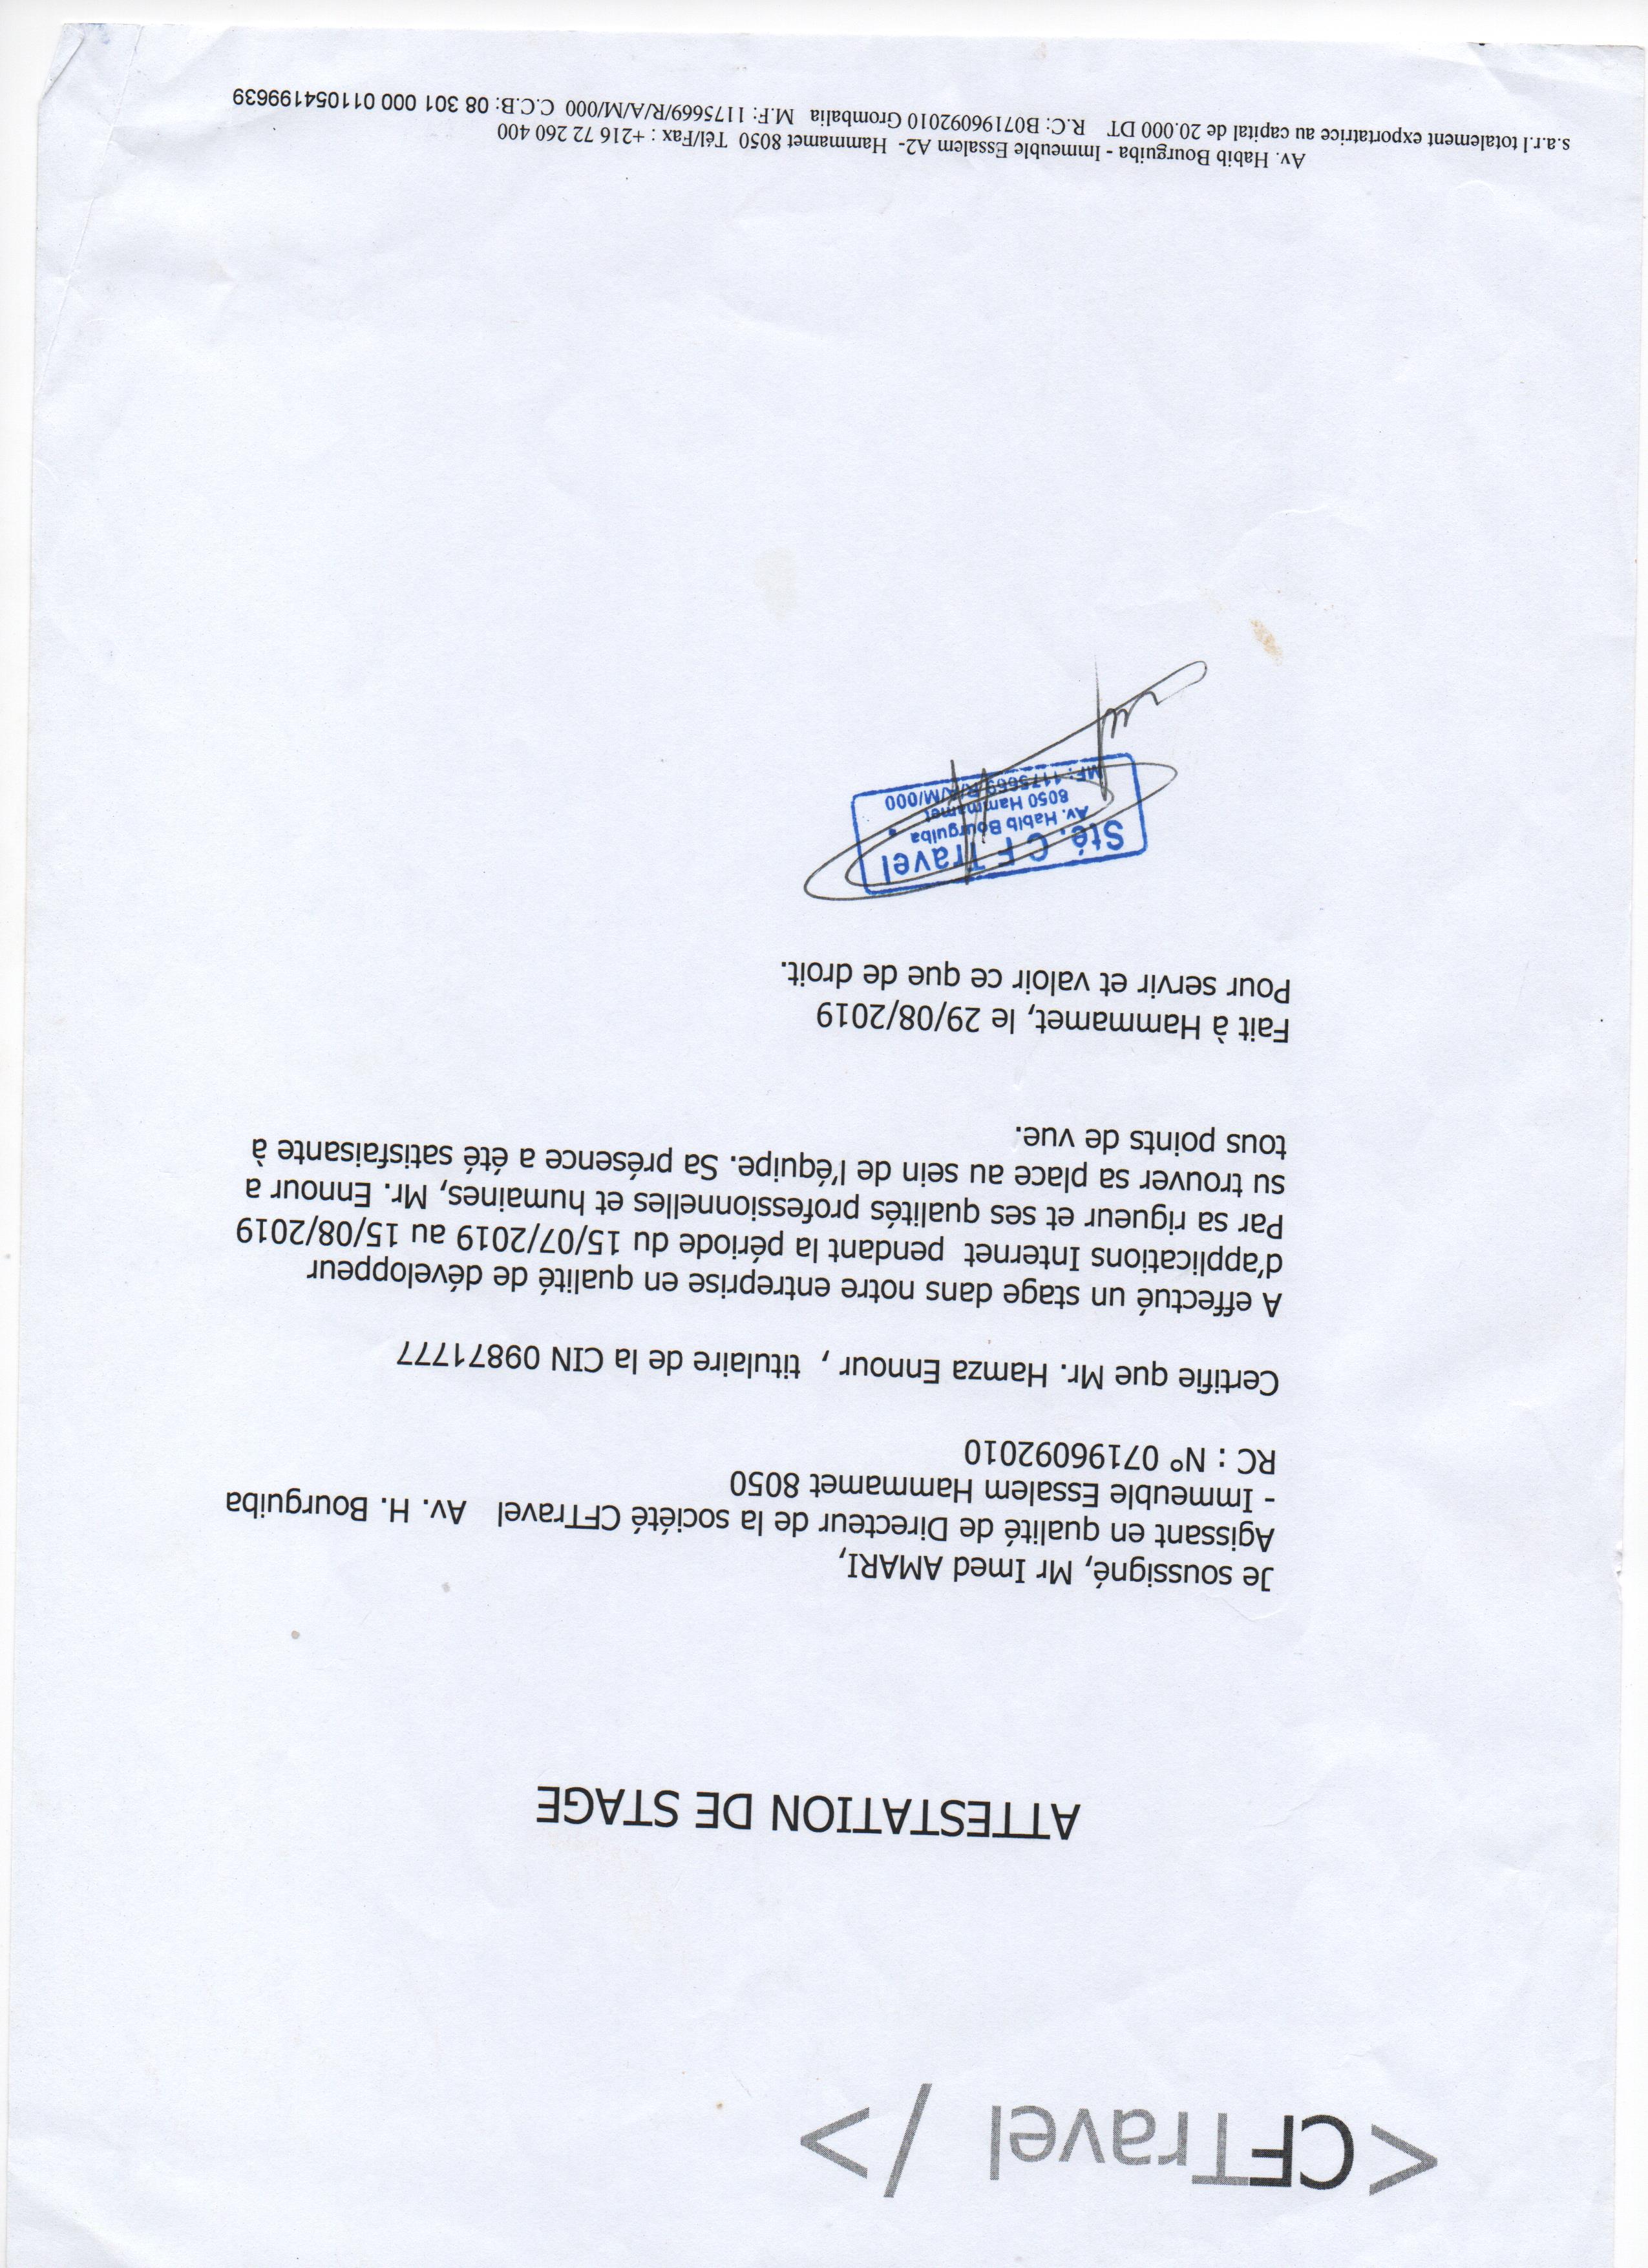 <CFTravel />
ATTESTATION DE STAGE
Je soussigné, Mr Imed AMARI,
Agissant en qualité de Directeur de la société CFTravel Av. H. Bourguiba
- Immeuble Essalem Hammamet 8050
RC : N° 07196092010
Certifie que Mr. Hamza Ennour , titulaire de la CIN 09871777
A effectué un stage dans notre entreprise en qualité de développeur
d'applications Internet pendant la période du 15/07/2019 au 15/08/2019
Par sa rigueur et ses qualités professionnelles et humaines, Mr. Ennour a
su trouver sa place au sein de l'équipe. Sa présence a été satisfaisante à
tous points de vue.
Fait à Hammamet, le 29/08/2019
Pour servir et valoir ce que de droit.
Sté. C F Travel
Av. Habib Bourguiba
8050 Hammamet
MF: 1175669/R/A/M/000
Av. Habib Bourguiba - Immeuble Essalem A2- Hammamet 8050 Tél/Fax : +216 72 260 400
s.a.r.l totalement exportatrice au capital de 20.000 DT R.C: B07196092010 Grombalia M.F: 1175669/R/A/M/000 C.C.B: 08 301 000 011054199639